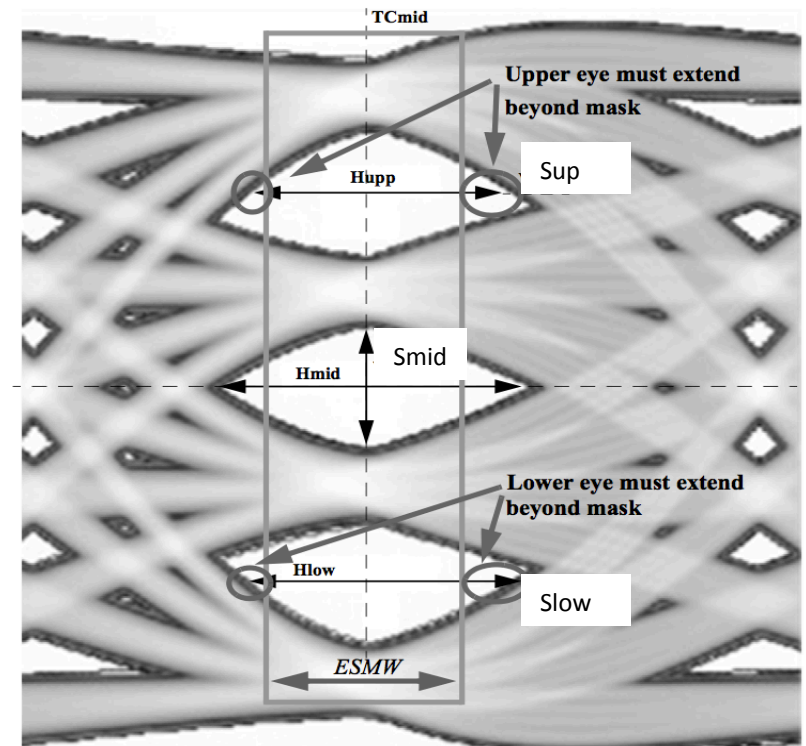 TCmid
Upper eye must extend
beyond mask
Hupp
Sup
Hmid
Smid
Lower eye must extend
beyond mask
Hlow
Slow
ESMW